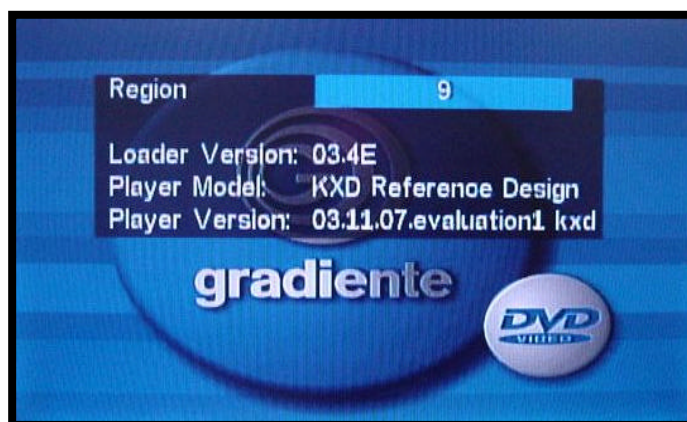 Region 9
Loader Version: 03.4E
Player Model: KXD Reference Design
Player Version: 03.11.07.evaluation1 kxd
gradiente
DVD
VIDEO